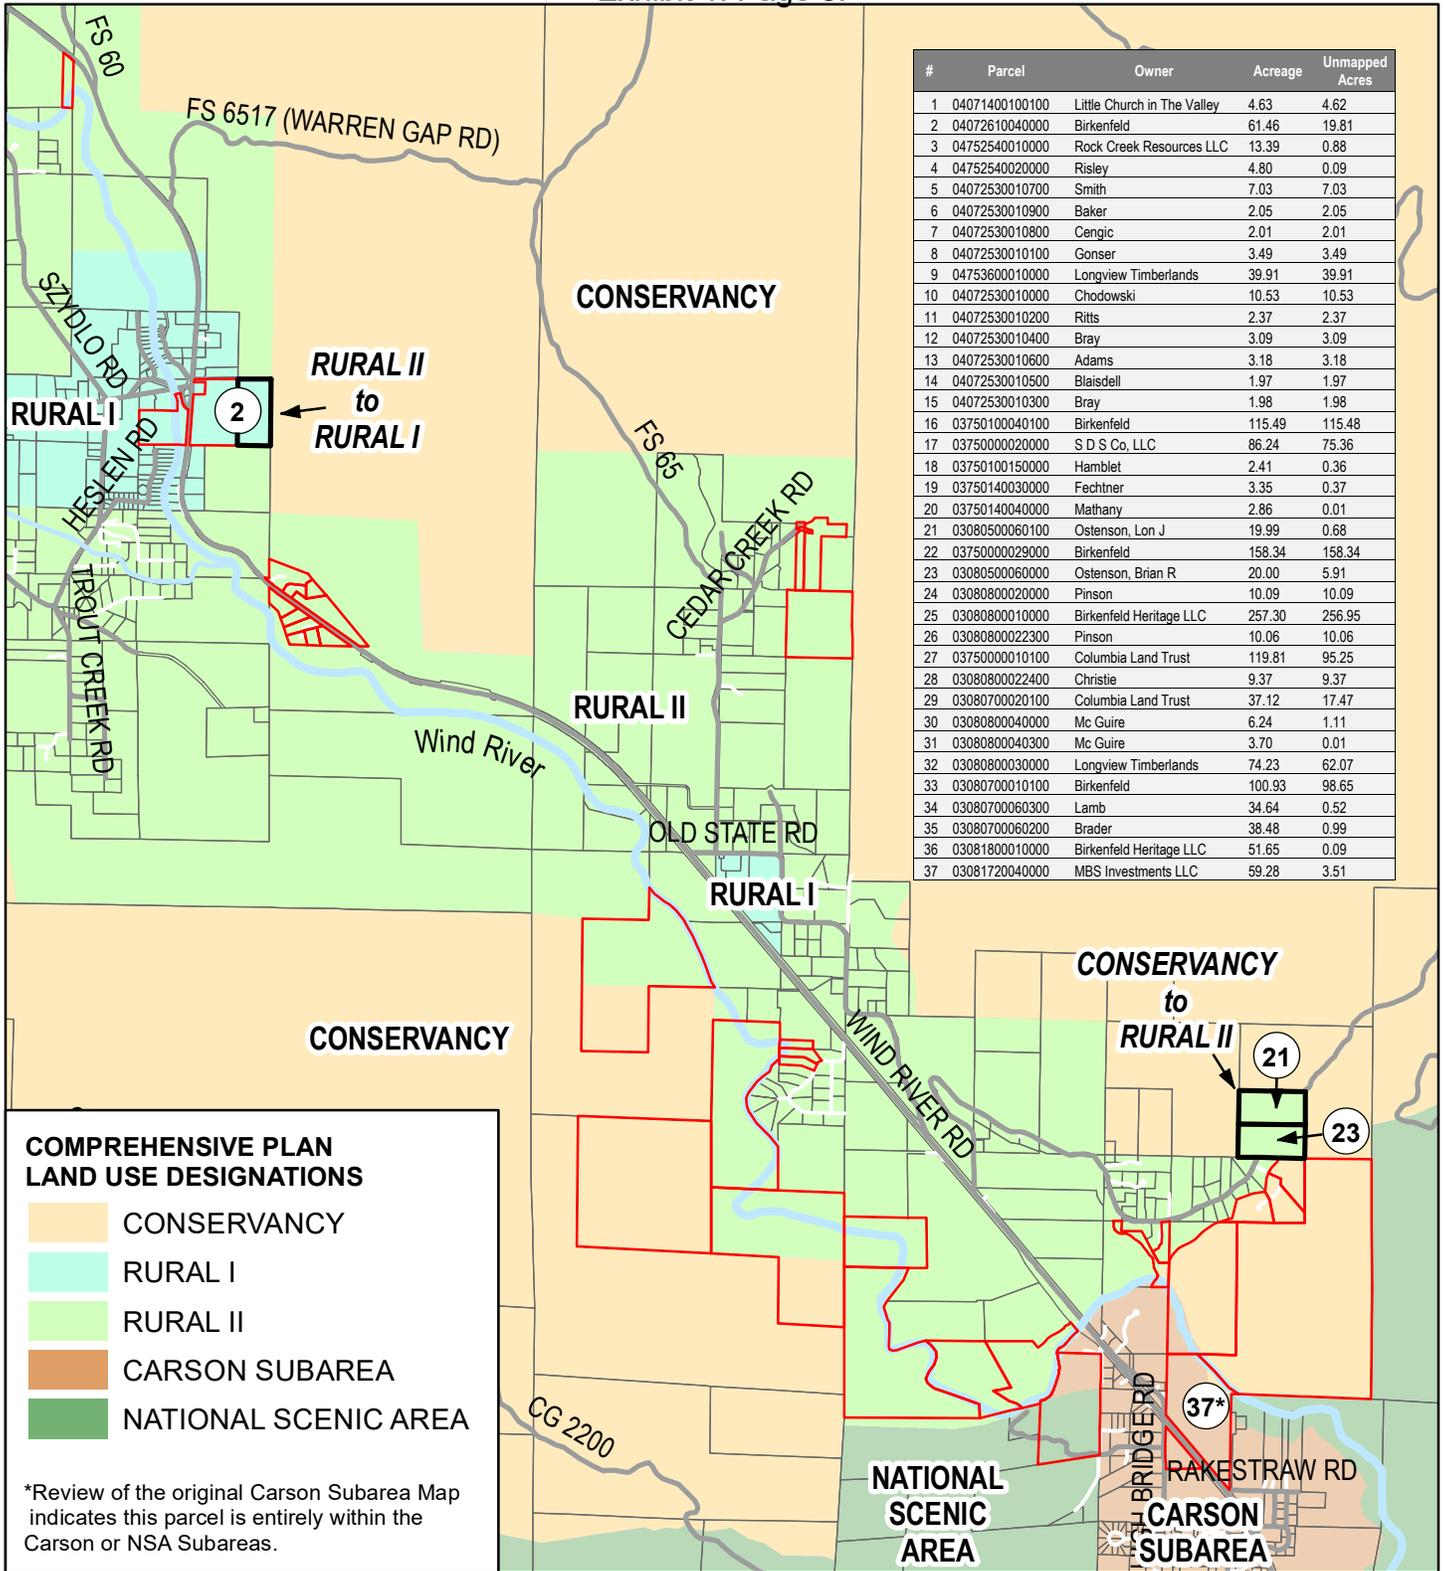 FS 60
FS 6517 (WARREN GAP RD)
# Parcel Owner Acreage Unmapped Acres
1 04071400100100 Little Church in The Valley 4.63 4.62
2 04072610040000 Birkenfeld 61.46 19.81
3 04752540010000 Rock Creek Resources LLC 13.39 0.88
4 04752540020000 Risley 4.80 0.09
5 04072530010700 Smith 7.03 7.03
6 04072530010900 Baker 2.05 2.05
7 04072530010800 Cengic 2.01 2.01
8 04072530010100 Gonser 3.49 3.49
9 04753600010000 Longview Timberlands 39.91 39.91
10 04072530010000 Chodowski 10.53 10.53
11 04072530010200 Ritts 2.37 2.37
12 04072530010400 Bray 3.09 3.09
13 04072530010600 Adams 3.18 3.18
14 04072530010500 Blaisdell 1.97 1.97
15 04072530010300 Bray 1.98 1.98
16 03750100040100 Birkenfeld 115.49 115.48
17 03750000020000 S D S Co, LLC 86.24 75.36
18 03750100150000 Hamblet 2.41 0.36
19 03750140030000 Fechtner 3.35 0.37
20 03750140040000 Mathany 2.86 0.01
21 03080500060100 Ostenson, Lon J 19.99 0.68
22 03750000029000 Birkenfeld 158.34 158.34
23 03080500060000 Ostenson, Brian R 20.00 5.91
24 03080800020000 Pinson 10.09 10.09
25 03080800010000 Birkenfeld Heritage LLC 257.30 256.95
26 03080800022300 Pinson 10.06 10.06
27 03750000010100 Columbia Land Trust 119.81 95.25
28 03080800022400 Christie 9.37 9.37
29 03080700020100 Columbia Land Trust 37.12 17.47
30 03080800040000 Mc Guire 6.24 1.11
31 03080800040300 Mc Guire 3.70 0.01
32 03080800030000 Longview Timberlands 74.23 62.07
33 03080700010100 Birkenfeld 100.93 98.65
34 03080700060300 Lamb 34.64 0.52
35 03080700060200 Brader 38.48 0.99
36 03081800010000 Birkenfeld Heritage LLC 51.65 0.09
37 03081720040000 MBS Investments LLC 59.28 3.51
CONSERVANCY
SZYDLO RD
RURAL II
to
RURAL I
2
RURAL I
HESLEN RD
FS 65
CEDAR CREEK RD
TROUT CREEK RD
RURAL II
Wind River
OLD STATE RD
RURAL I
CONSERVANCY
to
RURAL II
CONSERVANCY
WIND RIVER RD
21
23
COMPREHENSIVE PLAN
LAND USE DESIGNATIONS
CONSERVANCY
RURAL I
RURAL II
CARSON SUBAREA
NATIONAL SCENIC AREA
*Review of the original Carson Subarea Map
indicates this parcel is entirely within the
Carson or NSA Subareas.
CG 2200
37*
BRIDGE RD
RAKESTRAW RD
NATIONAL
SCENIC
AREA
CARSON
SUBAREA